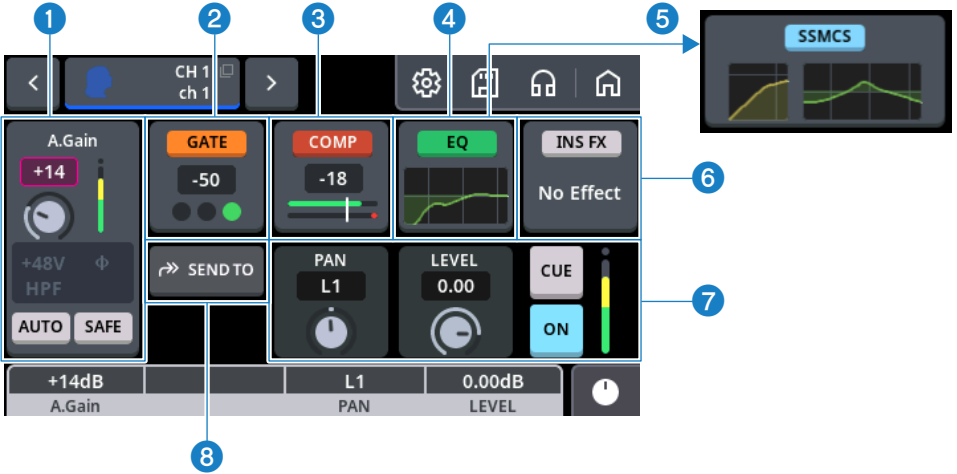 1
2
3
4
5
SSMCS
CH 1
ch 1
A.Gain
+14
GATE
-50
COMP
-18
EQ
INS FX
No Effect
6
+48V Φ
HPF
AUTO SAFE
SEND TO
PAN
L1
LEVEL
0.00
CUE
ON
7
+14dB L1 0.00dB
A.Gain PAN LEVEL
8